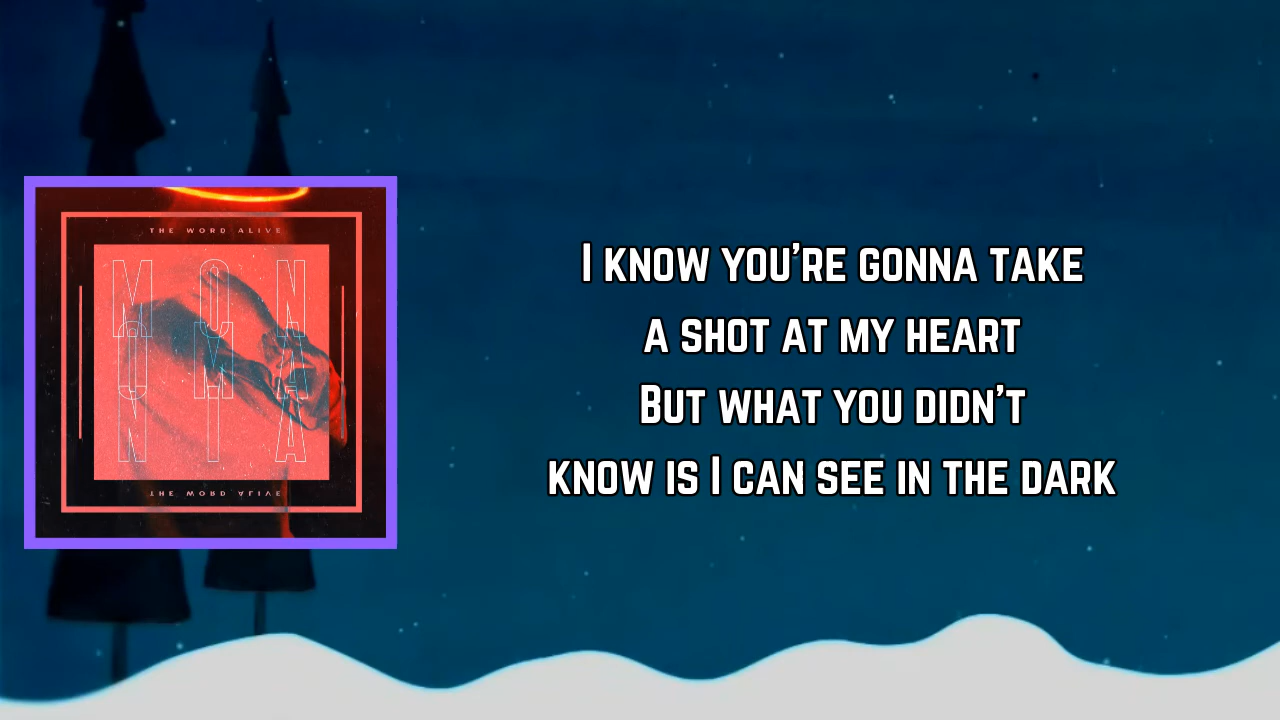 THE WORD ALIVE
M O N
O M A
N I A
THE WORD ALIVE
I KNOW YOU'RE GONNA TAKE
A SHOT AT MY HEART
BUT WHAT YOU DIDN'T
KNOW IS I CAN SEE IN THE DARK